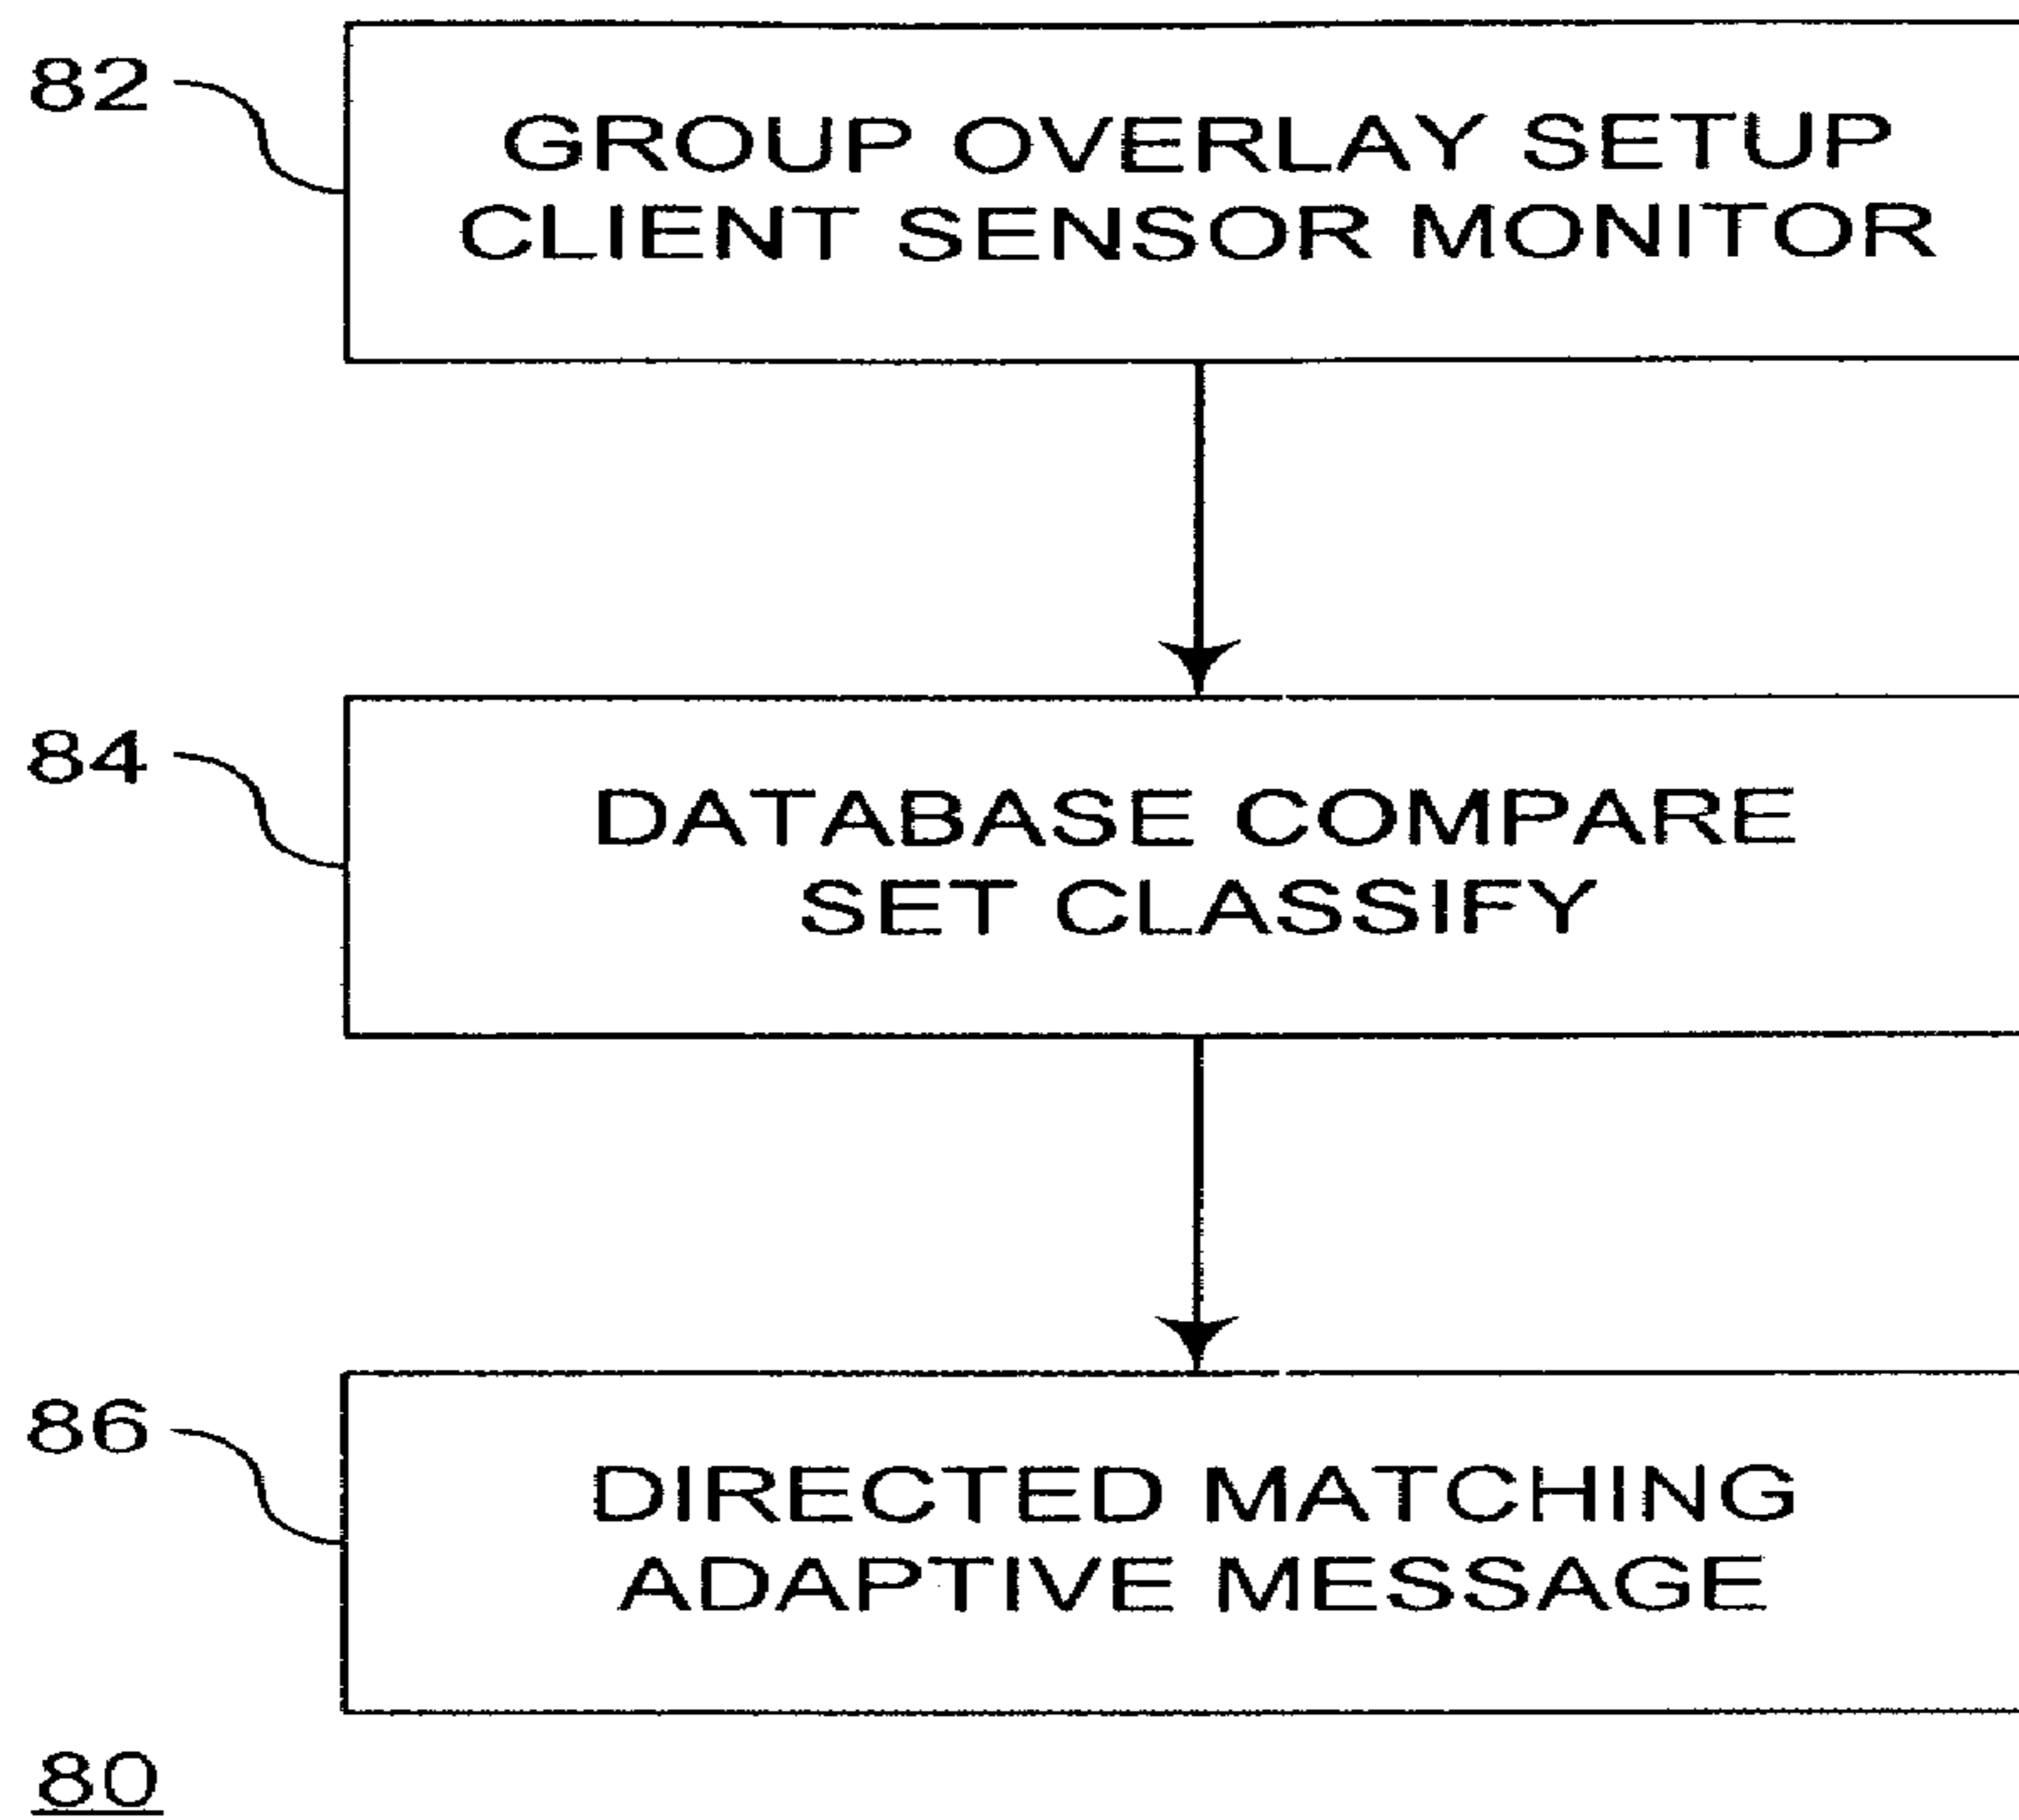 82
GROUP OVERLAY SETUP
CLIENT SENSOR MONITOR
84
DATABASE COMPARE
SET CLASSIFY
86
DIRECTED MATCHING
ADAPTIVE MESSAGE
80